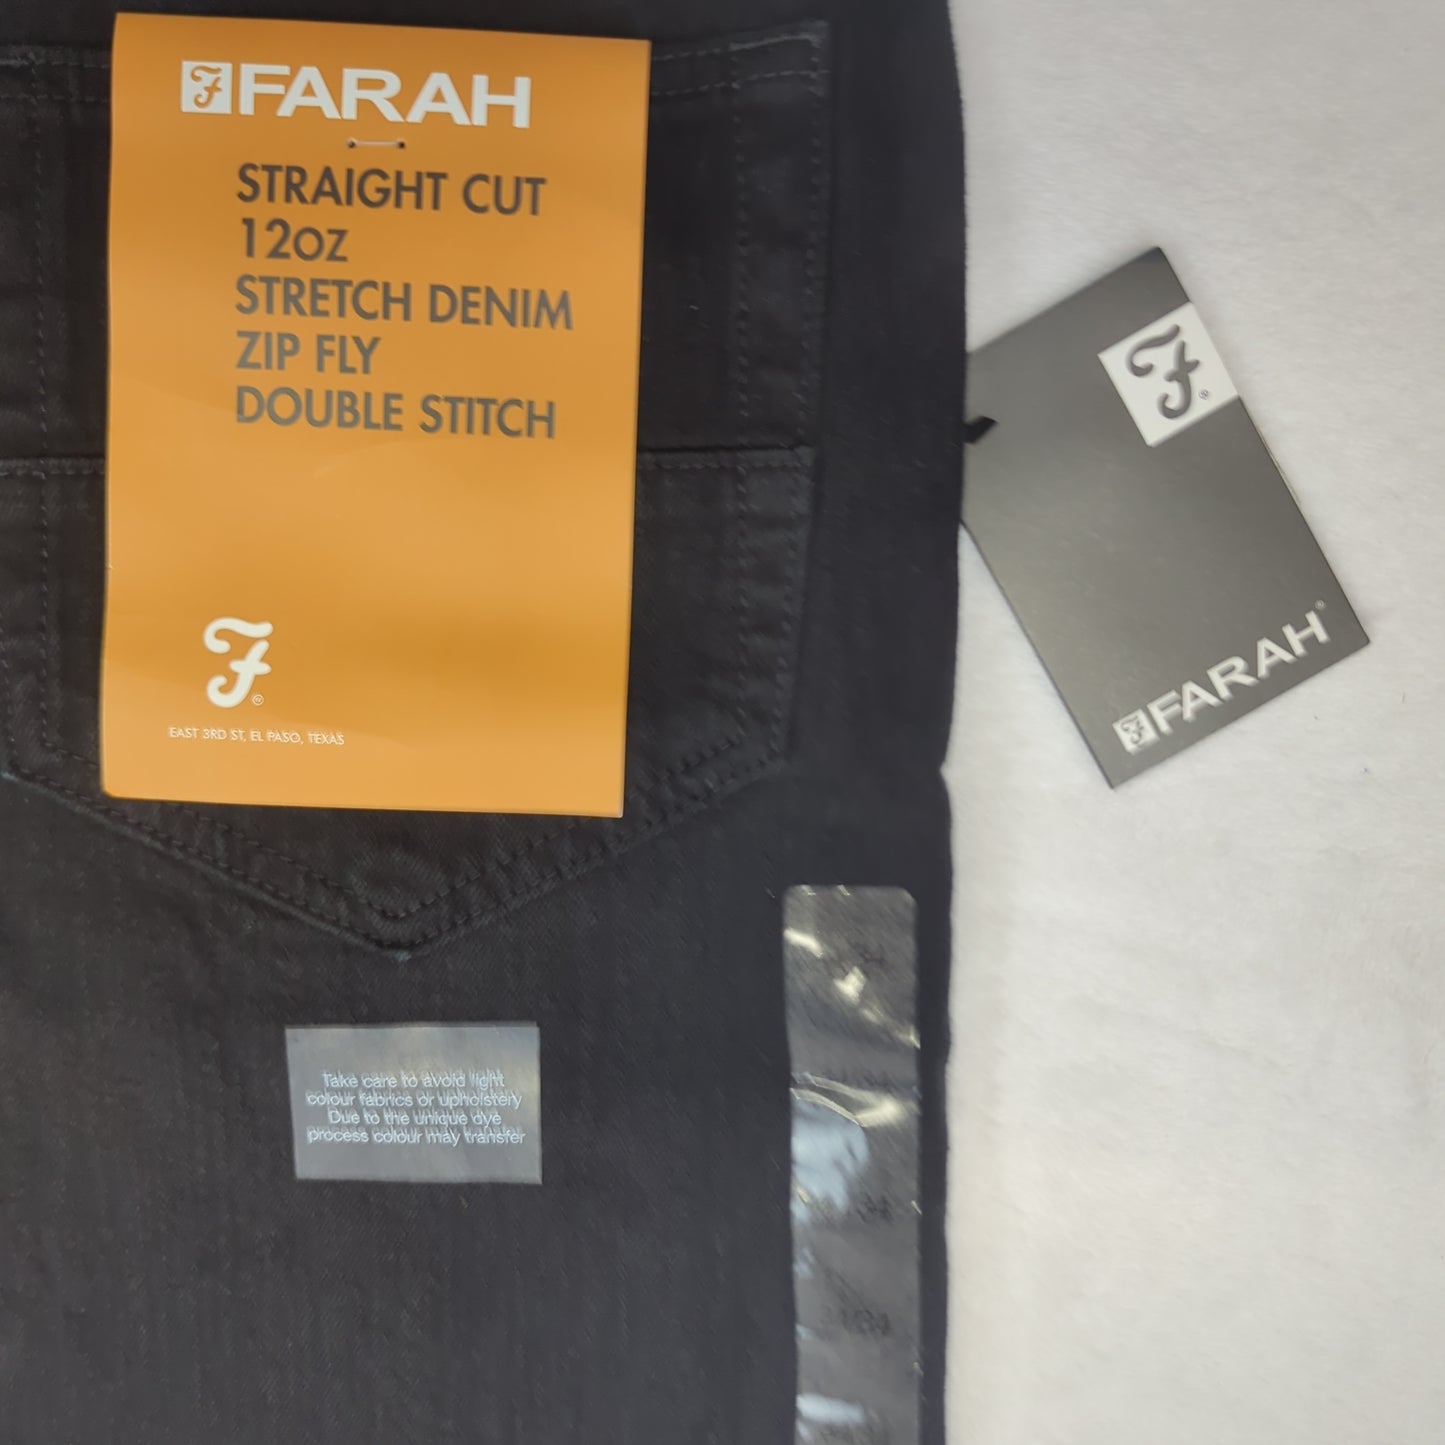 FARAH
STRAIGHT CUT
12oz
STRETCH DENIM
ZIP FLY
DOUBLE STITCH
F®
EAST 3RD ST, EL PASO, TEXAS
F®
FARAH®
Take care to avoid light
colour fabrics or upholstery
Due to the unique dye
process colour may transfer